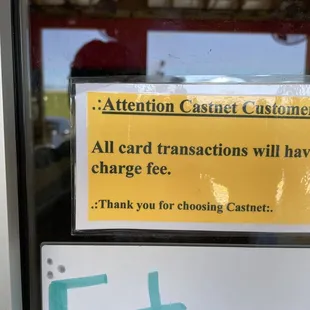 .:Attention Castnet Custome
All card transactions will hav
charge fee.
.:Thank you for choosing Castnet:.